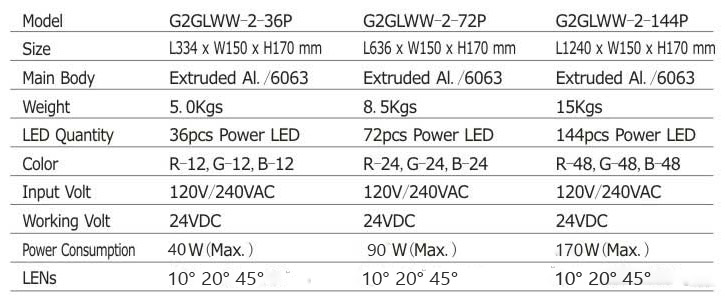 Model G2GLWW-2-36P G2GLWW-2-72P G2GLWW-2-144P
Size L334 x W150 x H170 mm L636 x W150 x H170 mm L1240 x W150 x H170 mm
Main Body Extruded Al./6063 Extruded Al./6063 Extruded Al./6063
Weight 5.0Kgs 8.5Kgs 15Kgs
LED Quantity 36pcs Power LED 72pcs Power LED 144pcs Power LED
Color R-12, G-12, B-12 R-24, G-24, B-24 R-48, G-48, B-48
Input Volt 120V/240VAC 120V/240VAC 120V/240VAC
Working Volt 24VDC 24VDC 24VDC
Power Consumption 40W(Max.) 90W(Max.) 170W(Max.)
LENs 10° 20° 45° 10° 20° 45° 10° 20° 45°